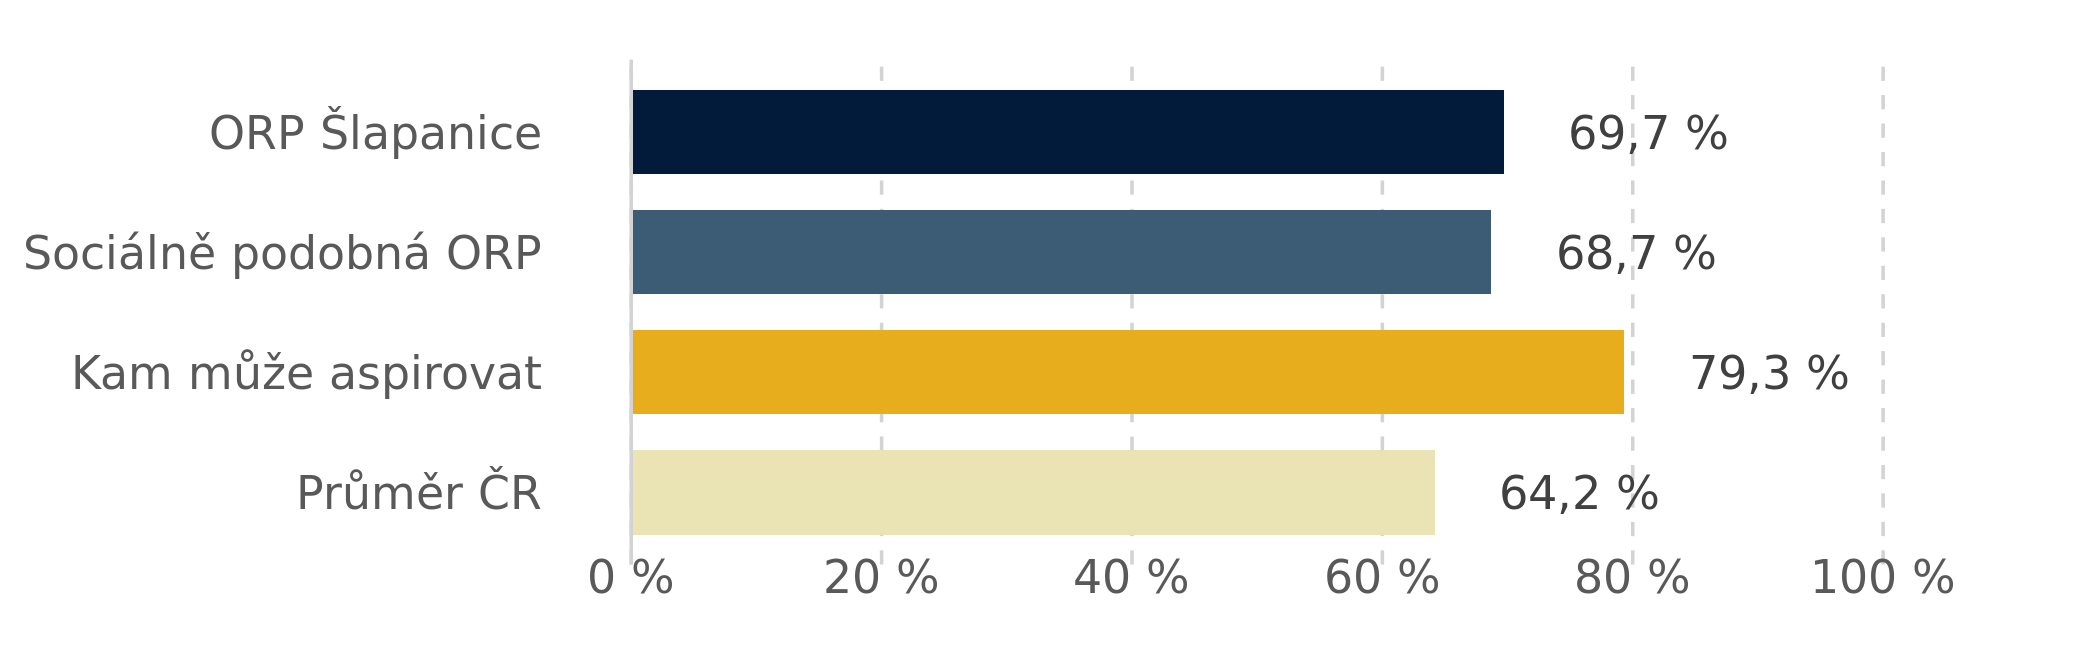 ORP Šlapanice 69,7 %
Sociálně podobná ORP 68,7 %
Kam může aspirovat 79,3 %
Průměr ČR 64,2 %
0 % 20 % 40 % 60 % 80 % 100 %